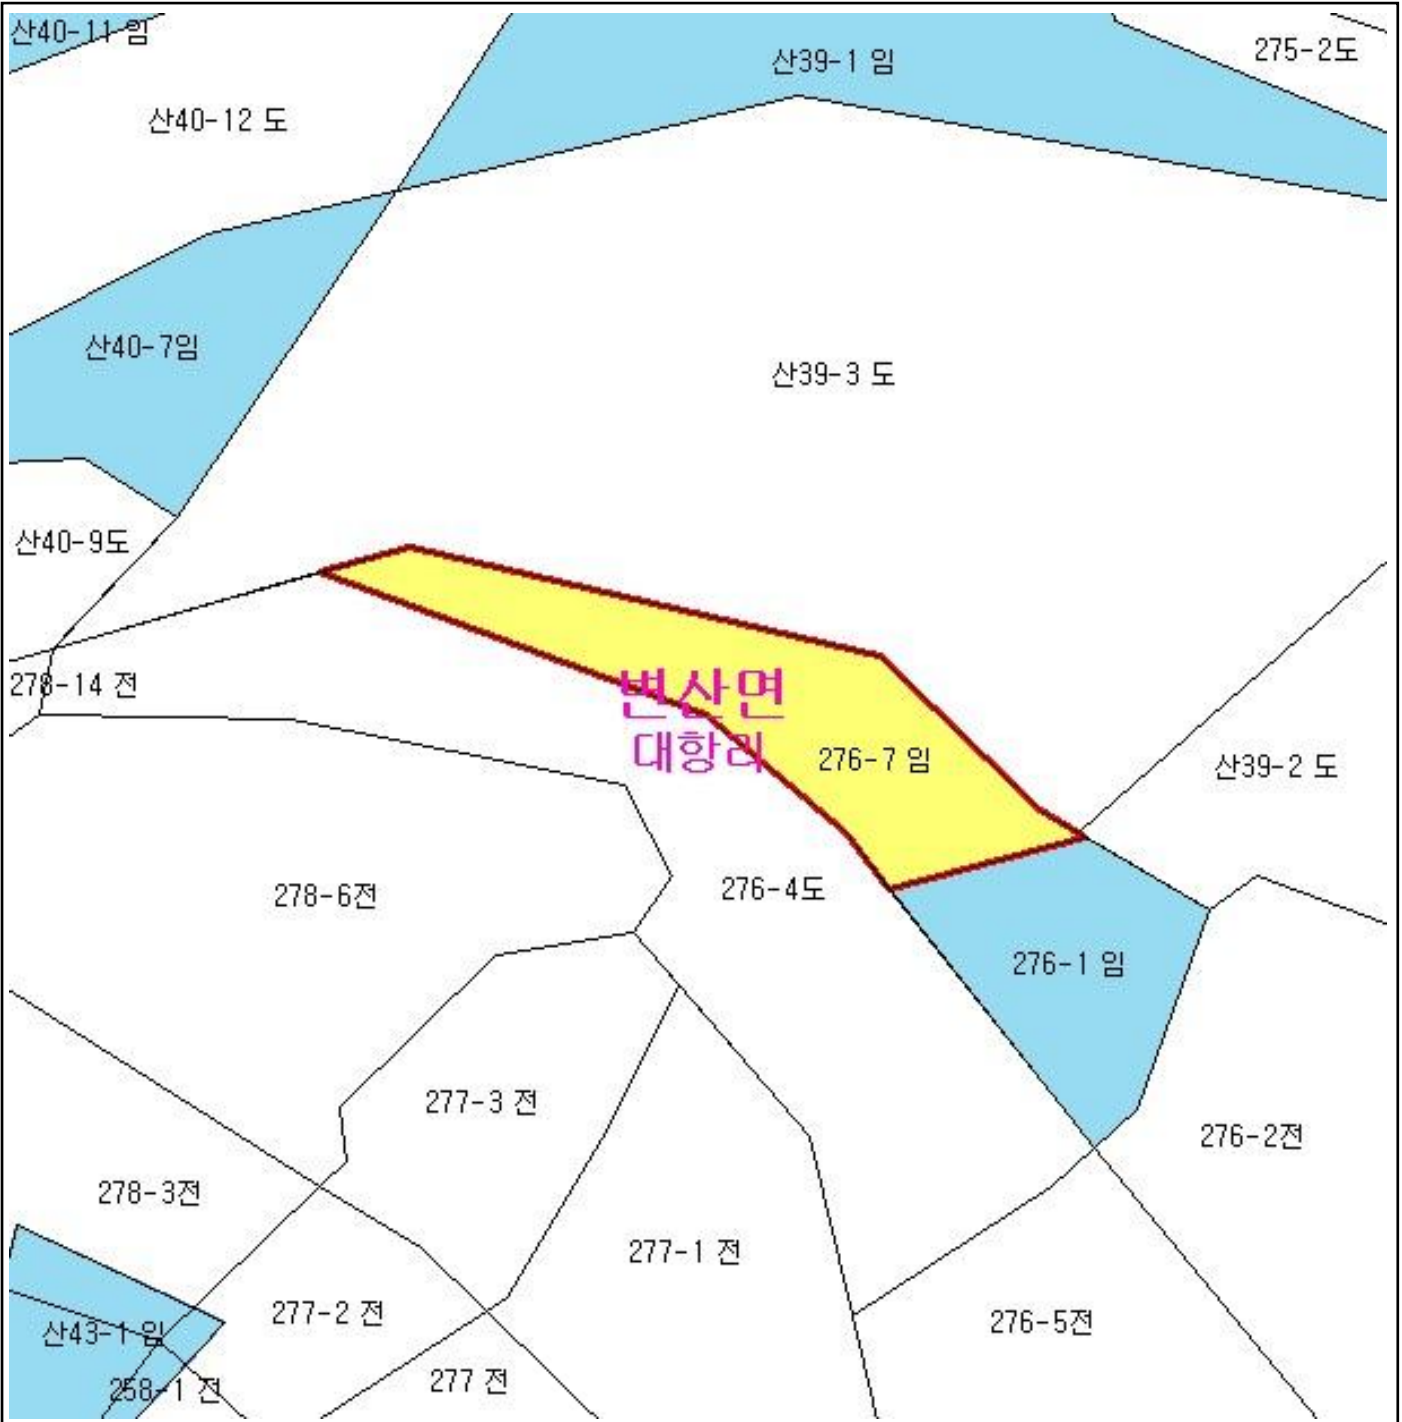 산40-11 임
산39-1 임
275-2도
산40-12 도
산40-7임
산39-3 도
산40-9도
278-14 전
변산면
대항리
276-7 임
산39-2 도
278-6전
276-4도
276-1 임
277-3 전
276-2전
278-3전
277-1 전
277-2 전
276-5전
산43-1 임
277 전
258-1 전